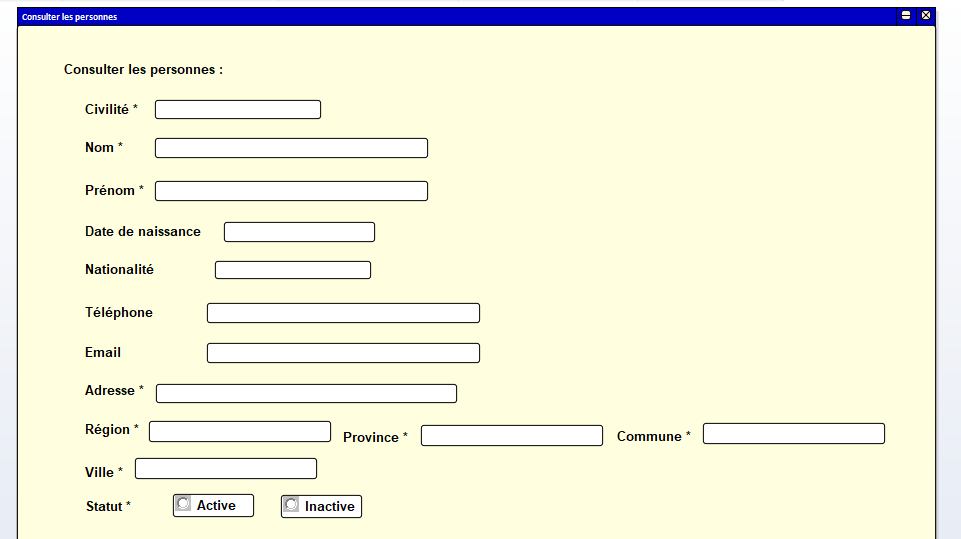 Consulter les personnes
Consulter les personnes :
Civilité *
Nom *
Prénom *
Date de naissance
Nationalité
Téléphone
Email
Adresse *
Région * Province * Commune *
Ville *
Statut * Active Inactive